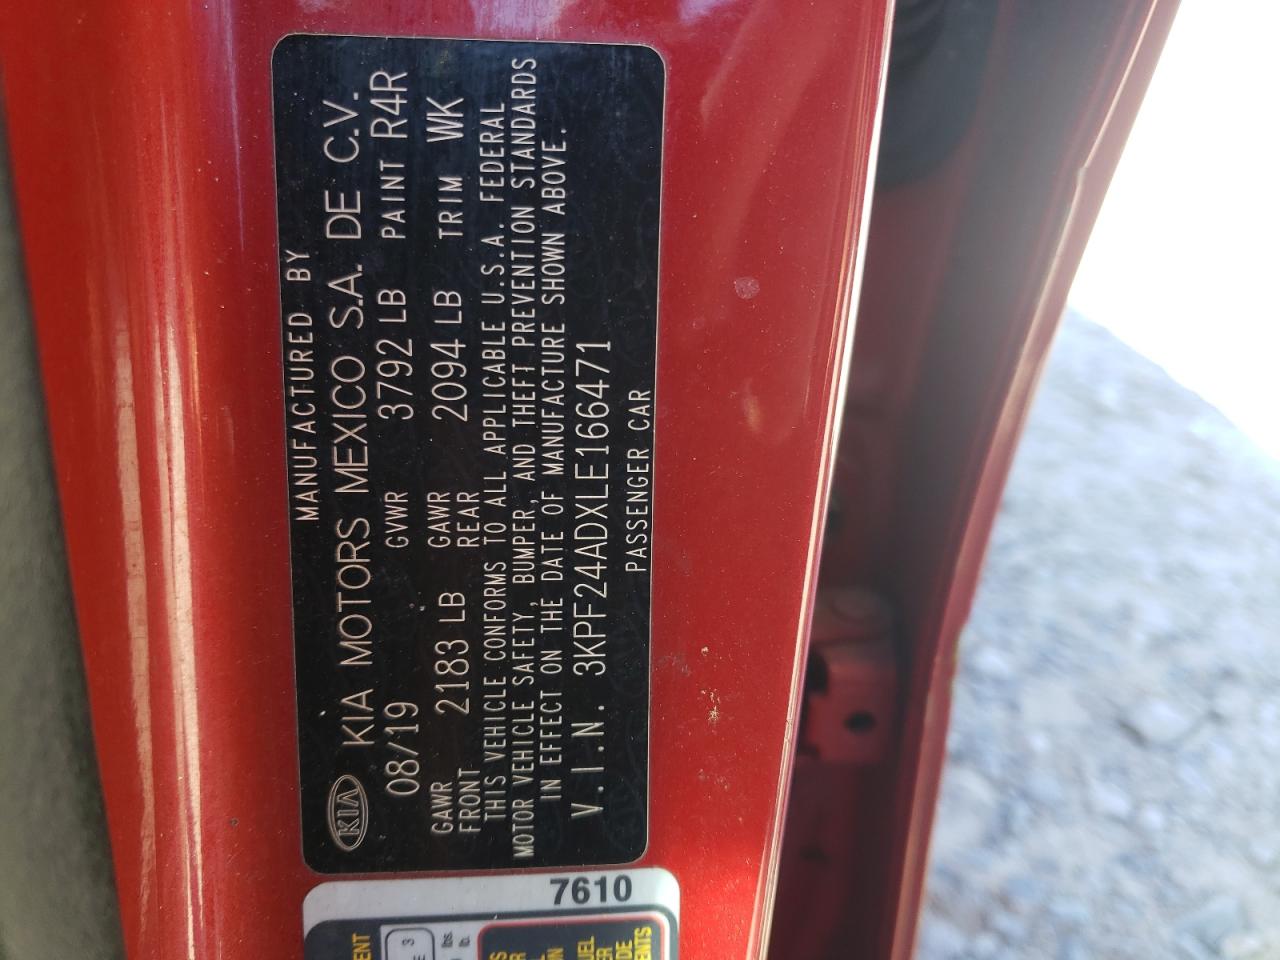 MANUFACTURED BY
KIA KIA MOTORS MEXICO S.A. DE C.V.
08/19 GVWR 3792 LB PAINT R4R
GAWR FRONT 2183 LB GAWR REAR 2094 LB TRIM WK
THIS VEHICLE CONFORMS TO ALL APPLICABLE U.S.A. FEDERAL
MOTOR VEHICLE SAFETY, BUMPER, AND THEFT PREVENTION STANDARDS
IN EFFECT ON THE DATE OF MANUFACTURE SHOWN ABOVE.
V.I.N. 3KPF24ADXLE166471
PASSENGER CAR
7610